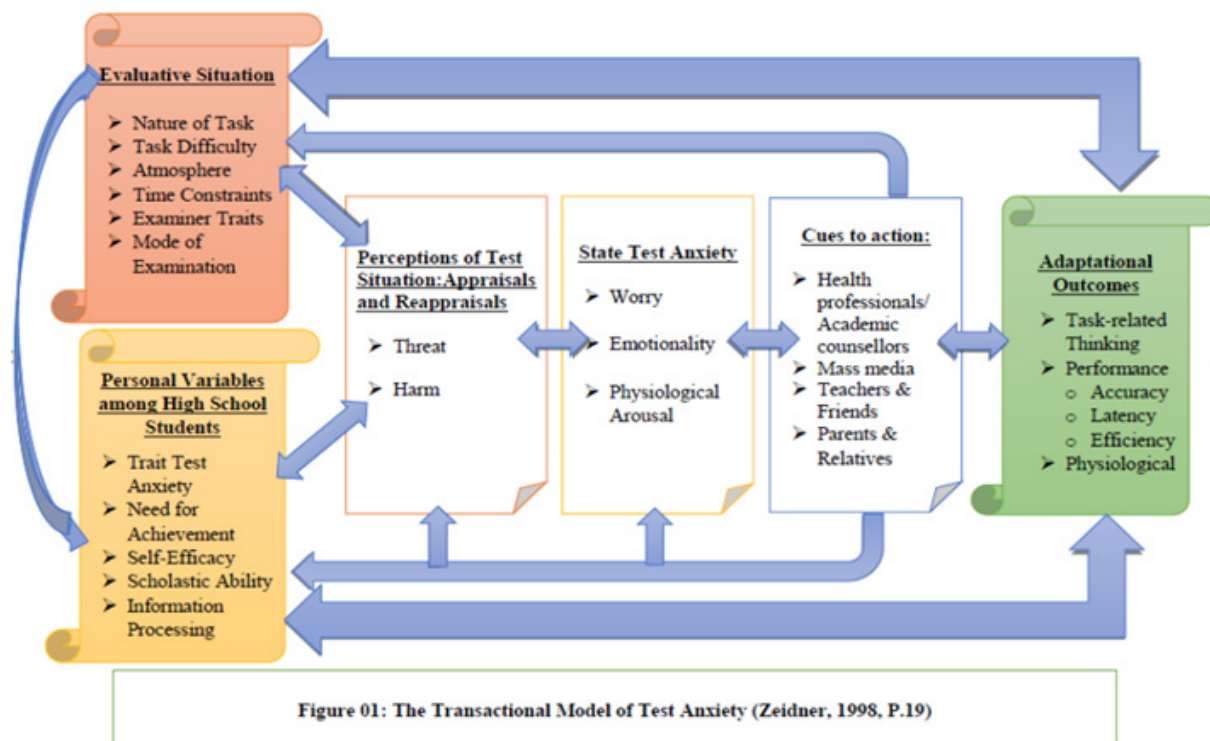 Evaluative Situation
➢ Nature of Task
➢ Task Difficulty
➢ Atmosphere
➢ Time Constraints
➢ Examiner Traits
➢ Mode of
Examination
Personal Variables
among High School
Students
➢ Trait Test
Anxiety
➢ Need for
Achievement
➢ Self-Efficacy
➢ Scholastic Ability
➢ Information
Processing
Perceptions of Test
Situation:Appraisals
and Reappraisals
➢ Threat
➢ Harm
State Test Anxiety
➢ Worry
➢ Emotionality
➢ Physiological
Arousal
Cues to action:
➢ Health
professionals/
Academic
counsellors
➢ Mass media
➢ Teachers &
Friends
➢ Parents &
Relatives
Adaptational
Outcomes
➢ Task-related
Thinking
➢ Performance
o Accuracy
o Latency
o Efficiency
➢ Physiological
Figure 01: The Transactional Model of Test Anxiety (Zeidner, 1998, P.19)